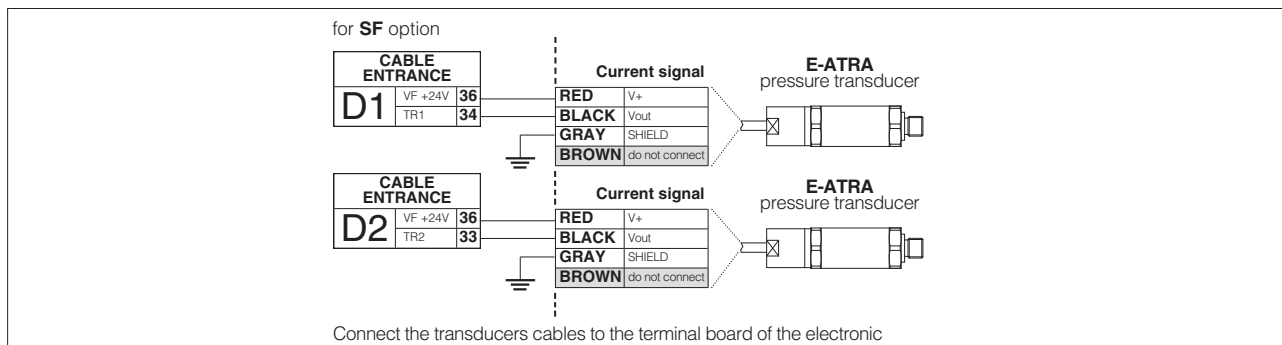 for SF option
CABLE ENTRANCE
D1
VF +24V 36
TR1 34
Current signal
RED V+
BLACK Vout
GRAY SHIELD
BROWN do not connect
E-ATRA
pressure transducer
CABLE ENTRANCE
D2
VF +24V 36
TR2 33
Current signal
RED V+
BLACK Vout
GRAY SHIELD
BROWN do not connect
E-ATRA
pressure transducer
Connect the transducers cables to the terminal board of the electronic